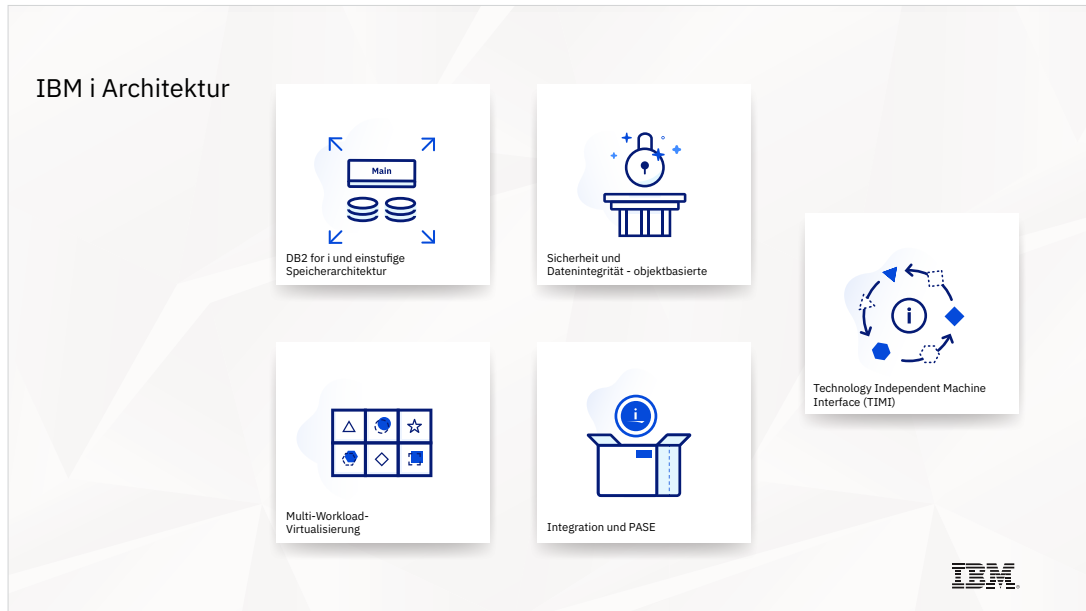 IBM i Architektur
Main
DB2 for i und einstufige
Speicherarchitektur
Sicherheit und
Datenintegrität - objektbasierte
i
Technology Independent Machine
Interface (TIMI)
Multi-Workload-
Virtualisierung
i
Integration und PASE
IBM